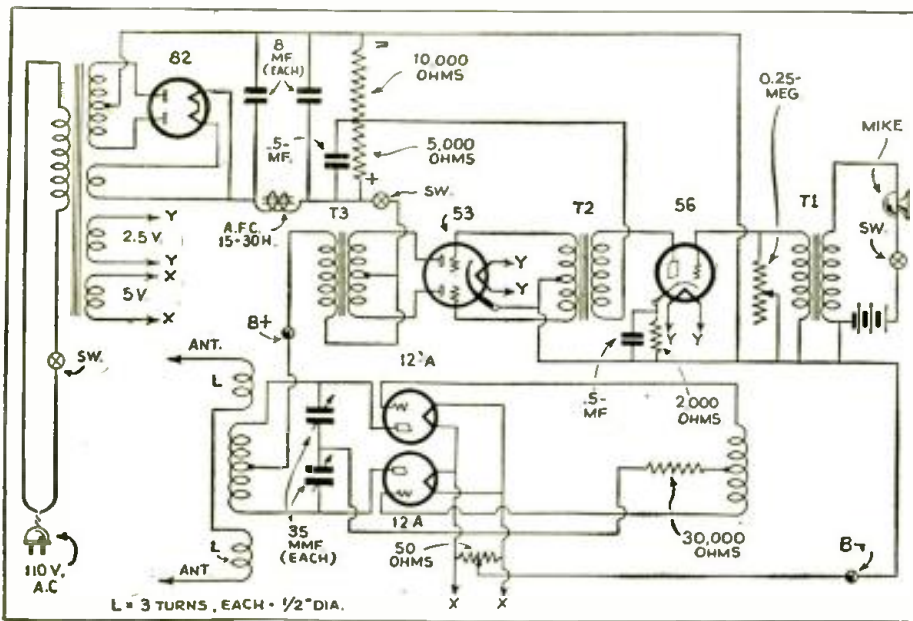 82
8
MF
(EACH)
10,000
OHMS
0.25-
MEG
MIKE
.5-
MF.
5,000
OHMS
-
+
SW.
A.F.C.
15-30H.
T3
53
T2
56
T1
SW.
Y
2.5 V.
Y
X
5V
X
Y
Y
B+
Y
Y
SW.
ANT.
L
12'A
.5-
MF
2,000
OHMS
35
MMF
(EACH)
12A
50
OHMS
30,000
OHMS
B-
L
ANT.
110 V.
A.C
X
X
L = 3 TURNS, EACH - 1/2" DIA.